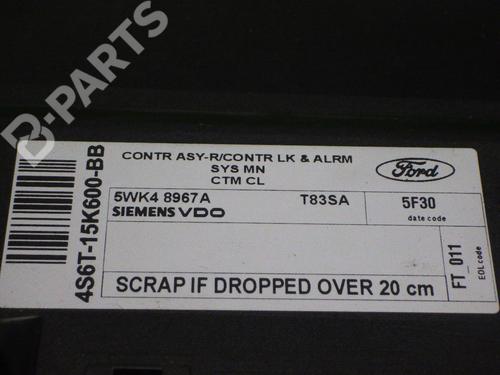 B-PARTS
4S6T-15K600-BB
CONTR ASY-R/CONTR LK & ALRM
SYS MN
CTM CL
Ford
5WK4 8967A T83SA
SIEMENS VDO
5F30
date code
SCRAP IF DROPPED OVER 20 cm
FT_011
EOL code